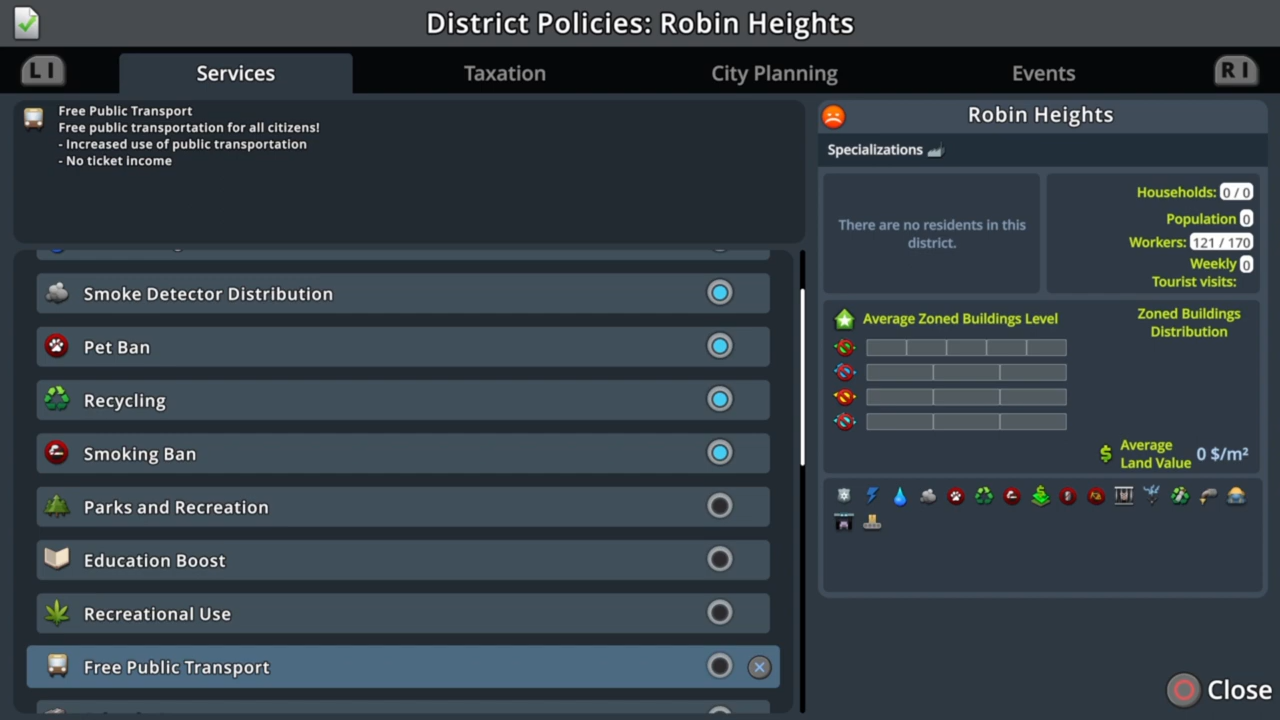 District Policies: Robin Heights
L1
Services
Taxation
City Planning
Events
R1
Free Public Transport
Free public transportation for all citizens!
- Increased use of public transportation
- No ticket income
Smoke Detector Distribution
Pet Ban
Recycling
Smoking Ban
Parks and Recreation
Education Boost
Recreational Use
Free Public Transport
Robin Heights
Specializations
There are no residents in this
district.
Households: 0 / 0
Population 0
Workers: 121 / 170
Weekly 0
Tourist visits:
Average Zoned Buildings Level
Zoned Buildings
Distribution
$ Average
Land Value 0 $/m²
Close